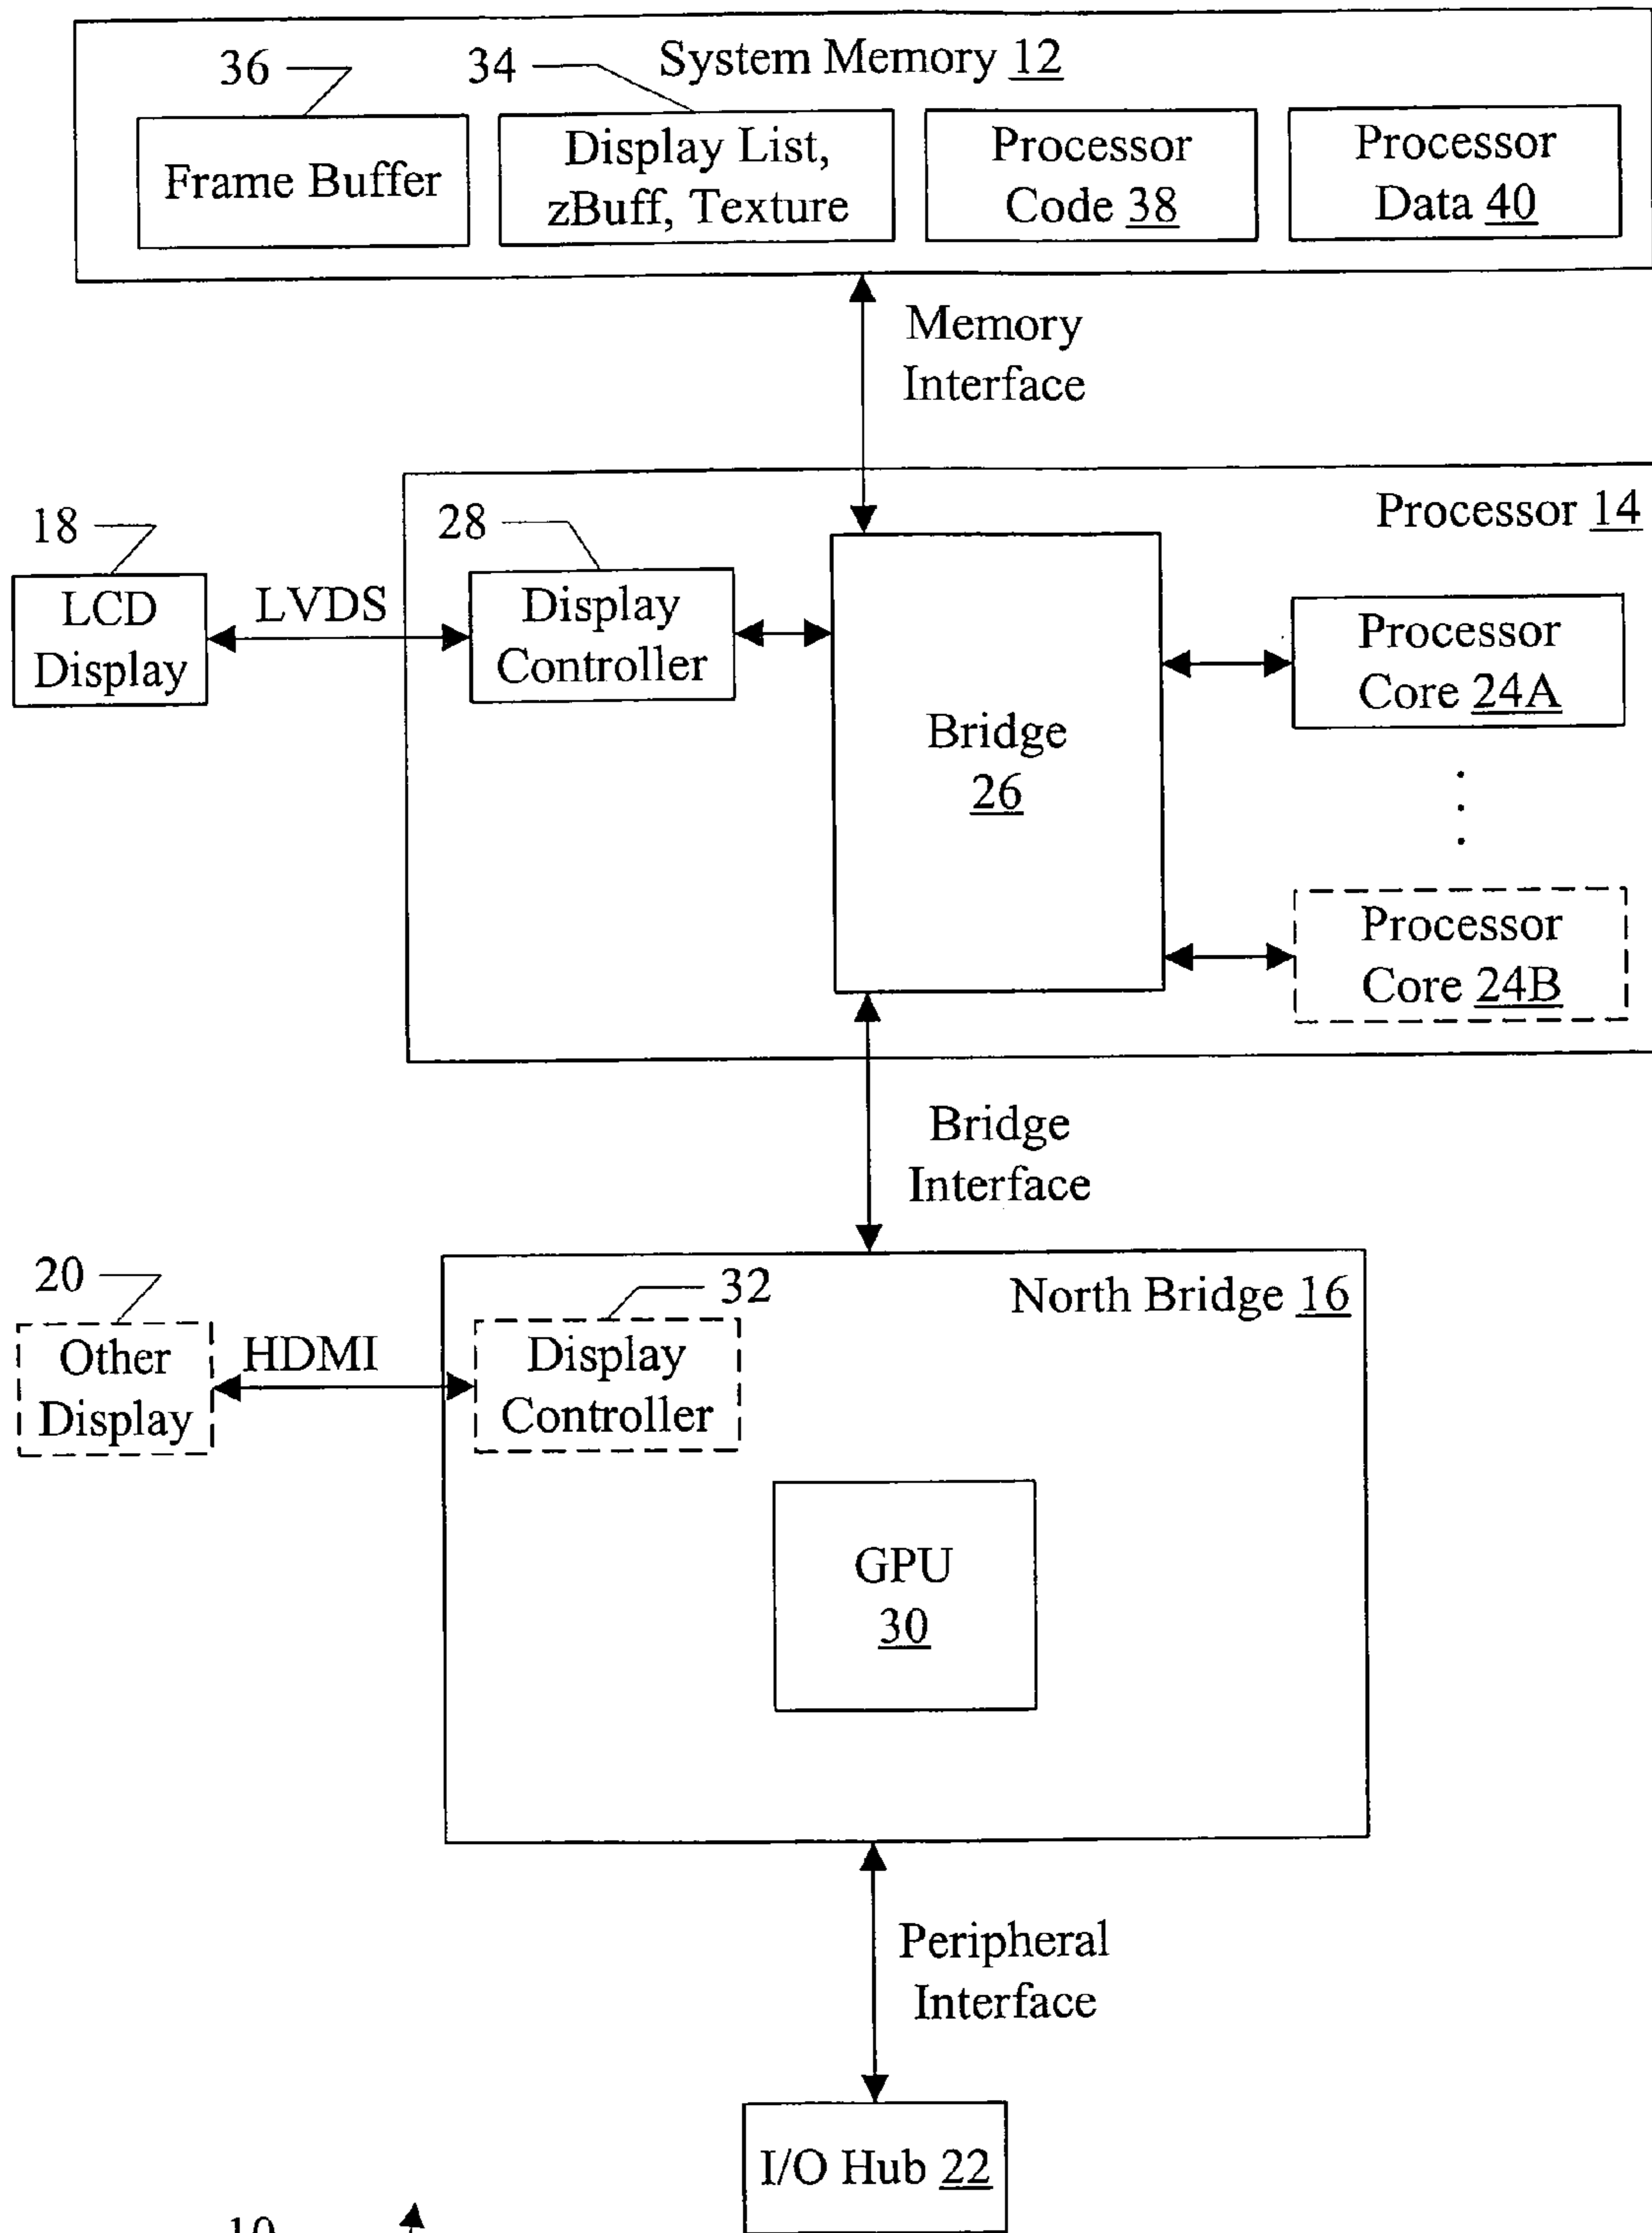 System Memory 12
36
34
Frame Buffer
Display List,
zBuff, Texture
Processor
Code 38
Processor
Data 40
Memory
Interface
Processor 14
18
LCD
Display
LVDS
28
Display
Controller
Bridge
26
Processor
Core 24A
Processor
Core 24B
Bridge
Interface
North Bridge 16
20
Other
Display
HDMI
32
Display
Controller
GPU
30
Peripheral
Interface
I/O Hub 22
10